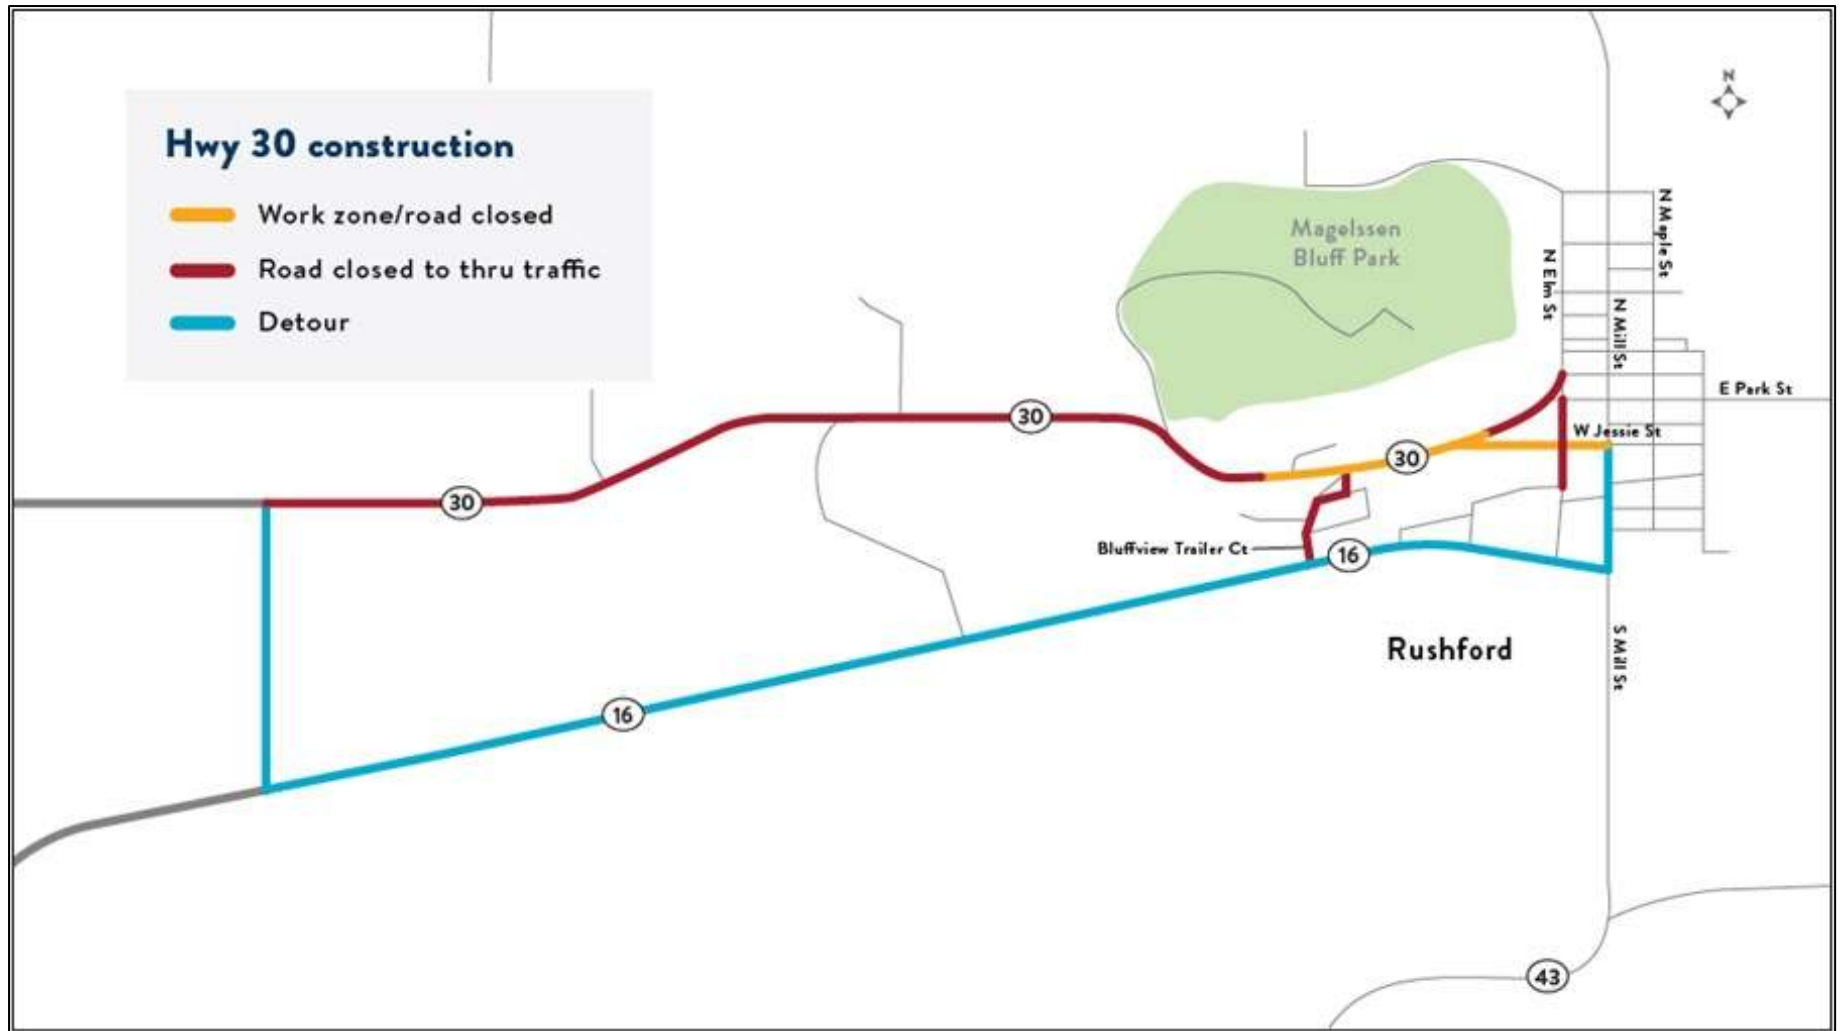 Hwy 30 construction
Work zone/road closed
Road closed to thru traffic
Detour
N
Magelssen
Bluff Park
N Maple St
N Elm St
N Mill St
E Park St
W Jessie St
30
30
30
Bluffview Trailer Ct
16
Rushford
S Mill St
16
43